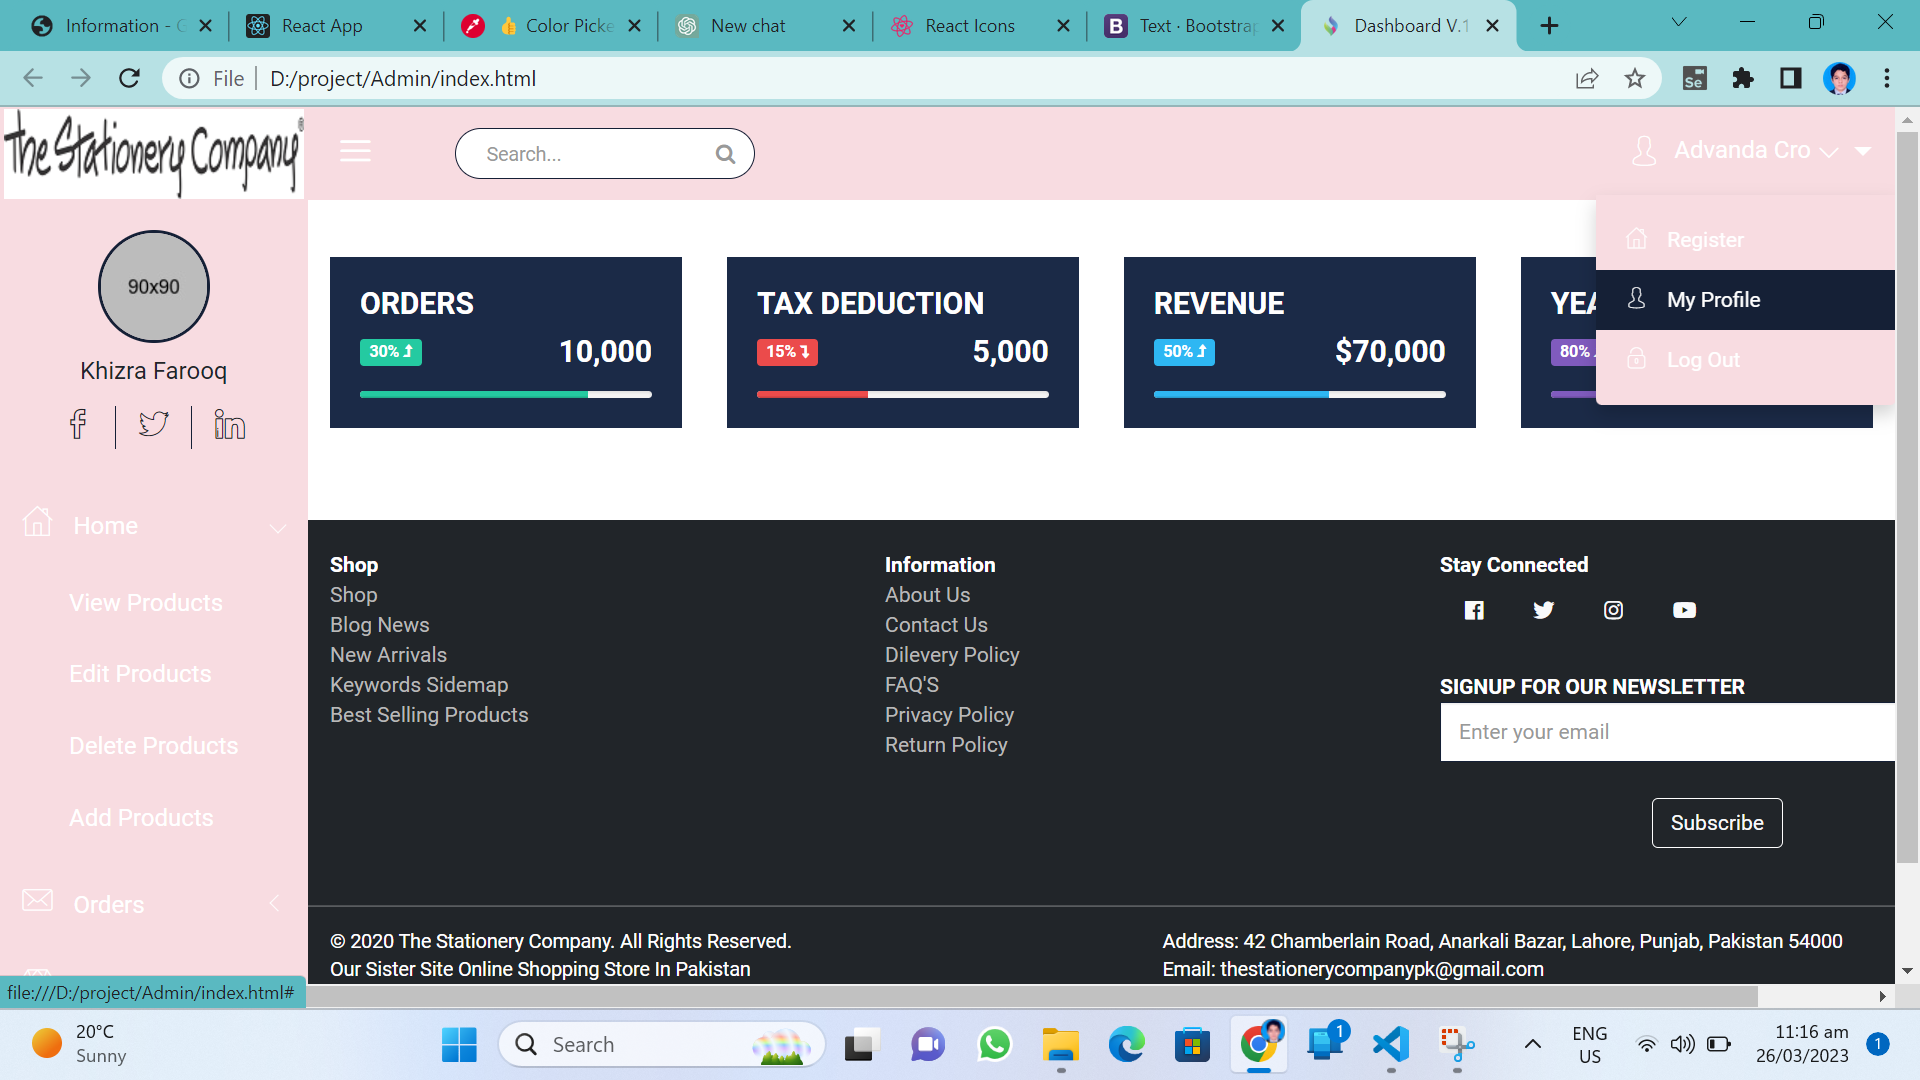 Information - G
React App
Color Picke
New chat
React Icons
Text · Bootstrap
Dashboard V.1
File
D:/project/Admin/index.html
Se
The Stationery Company®
Search...
Advanda Cro
Register
My Profile
Log Out
90x90
Khizra Farooq
Home
View Products
Edit Products
Delete Products
Add Products
Orders
ORDERS
30%
10,000
TAX DEDUCTION
15%
5,000
REVENUE
50%
$70,000
YEA
80%
Shop
Shop
Blog News
New Arrivals
Keywords Sidemap
Best Selling Products
Information
About Us
Contact Us
Dilevery Policy
FAQ'S
Privacy Policy
Return Policy
Stay Connected
SIGNUP FOR OUR NEWSLETTER
Enter your email
Subscribe
© 2020 The Stationery Company. All Rights Reserved.
Our Sister Site Online Shopping Store In Pakistan
Address: 42 Chamberlain Road, Anarkali Bazar, Lahore, Punjab, Pakistan 54000
Email: thestationerycompanypk@gmail.com
file:///D:/project/Admin/index.html#
20°C
Sunny
Search
1
ENG
US
11:16 am
26/03/2023
1